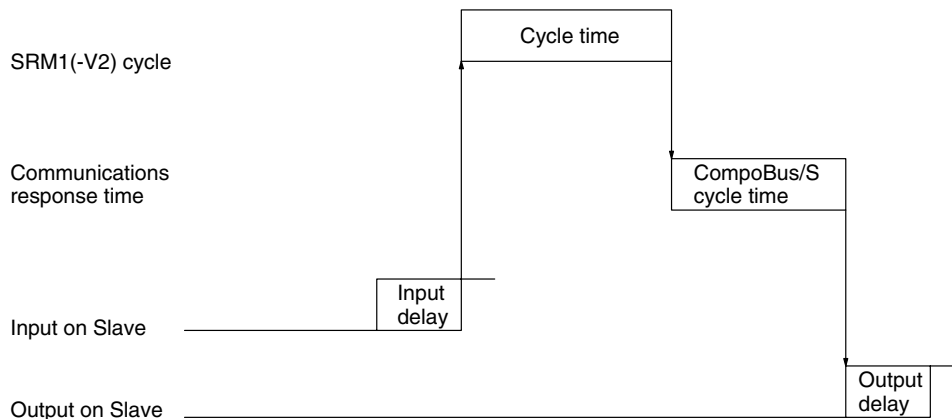 Cycle time
SRM1(-V2) cycle
Communications
response time
CompoBus/S
cycle time
Input
delay
Input on Slave
Output
delay
Output on Slave